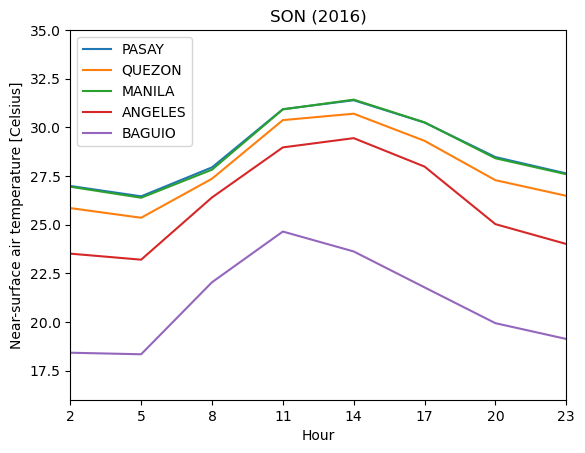 SON (2016)
35.0
32.5
30.0
27.5
25.0
22.5
20.0
17.5
Near-surface air temperature [Celsius]
PASAY
QUEZON
MANILA
ANGELES
BAGUIO
2 5 8 11 14 17 20 23
Hour